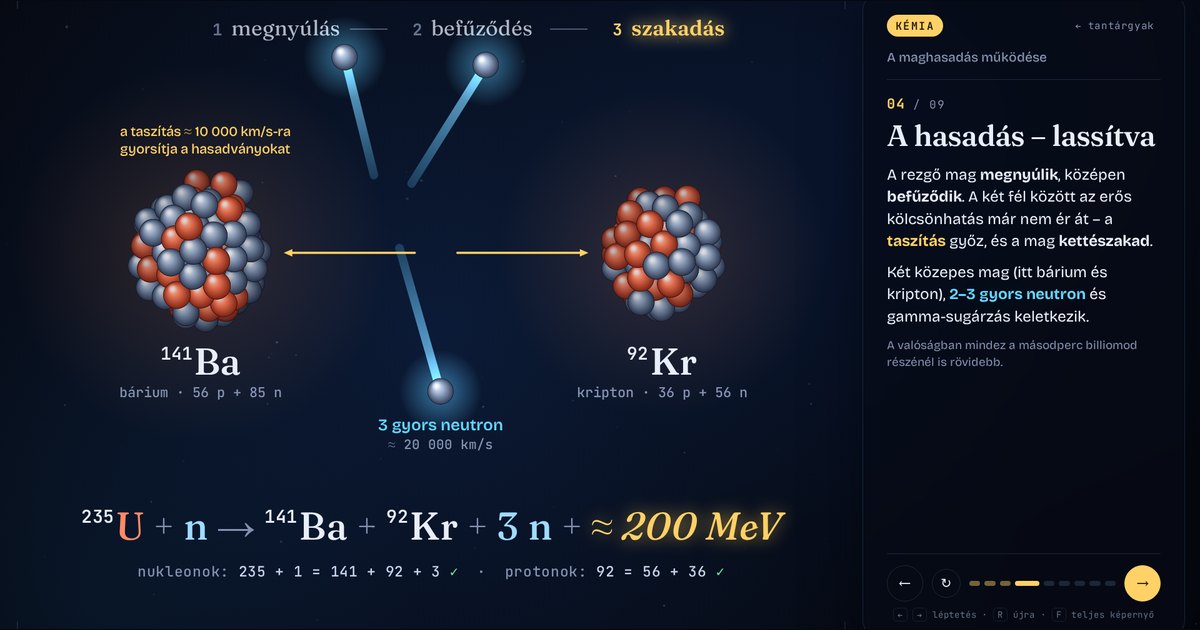 1 megnyúlás
2 befűződés
3 szakadás
a taszítás ≈ 10 000 km/s-ra
gyorsítja a hasadványokat
¹⁴¹Ba
bárium · 56 p + 85 n
⁹²Kr
kripton · 36 p + 56 n
3 gyors neutron
≈ 20 000 km/s
²³⁵U + n → ¹⁴¹Ba + ⁹²Kr + 3 n + ≈ 200 MeV
nukleonok: 235 + 1 = 141 + 92 + 3 ✓ · protonok: 92 = 56 + 36 ✓
KÉMIA
← tantárgyak
A maghasadás működése
04 / 09
A hasadás – lassítva
A rezgő mag megnyúlik, középen
befűződik. A két fél között az erős
kölcsönhatás már nem ér át – a
taszítás győz, és a mag kettészakad.
Két közepes mag (itt bárium és
kripton), 2–3 gyors neutron és
gamma-sugárzás keletkezik.
A valóságban mindez a másodperc billiomod
részénél is rövidebb.
← ↻ →
← → léptetés · R újra · F teljes képernyő